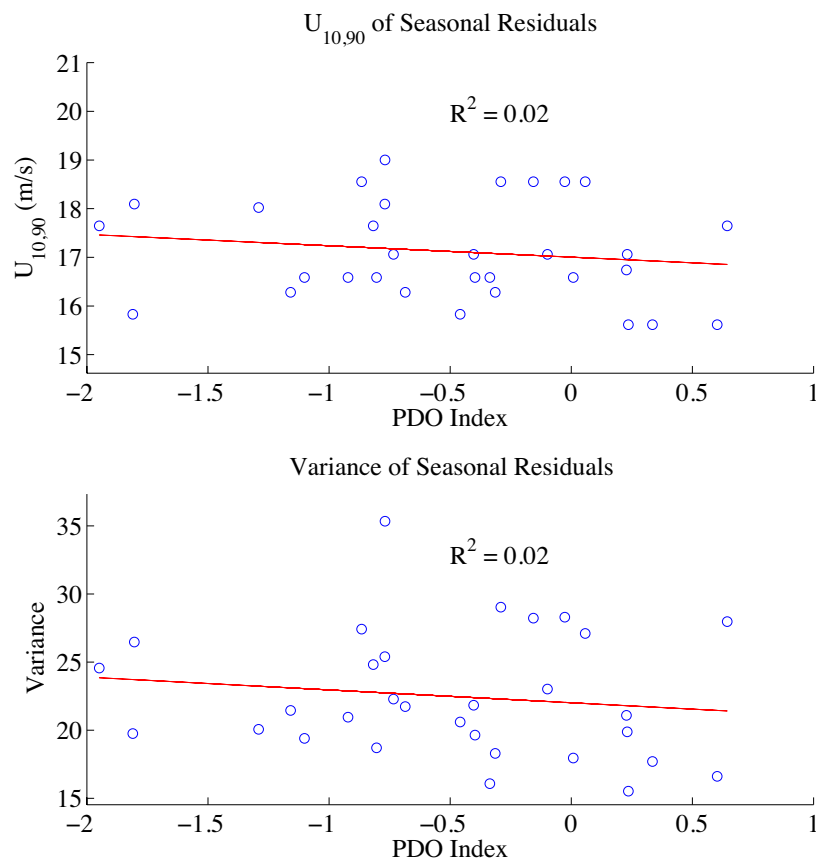 U10,90 of Seasonal Residuals
21
20
19
18
17
16
15
U10,90 (m/s)
R2 = 0.02
−2 −1.5 −1 −0.5 0 0.5 1
PDO Index
Variance of Seasonal Residuals
35
30
25
20
15
Variance
R2 = 0.02
−2 −1.5 −1 −0.5 0 0.5 1
PDO Index